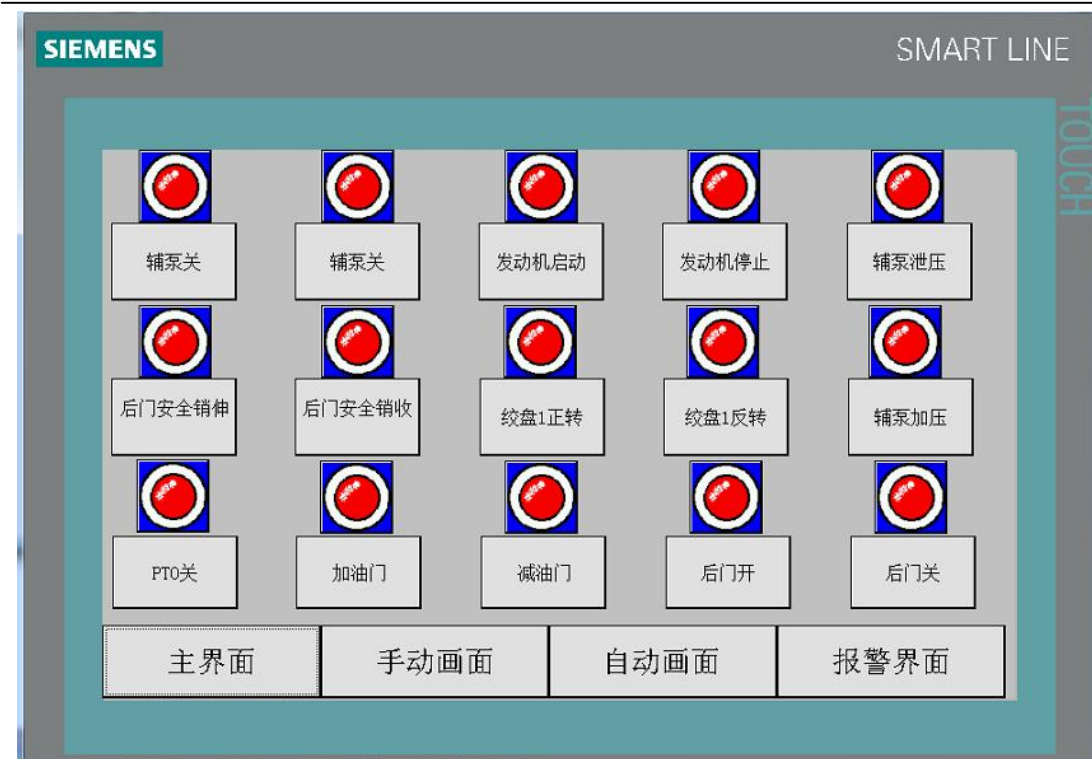 SIEMENS
SMART LINE
TOUCH
辅泵关
辅泵关
发动机启动
发动机停止
辅泵泄压
后门安全销伸
后门安全销收
绞盘1正转
绞盘1反转
辅泵加压
PTO关
加油门
减油门
后门开
后门关
主界面
手动画面
自动画面
报警界面